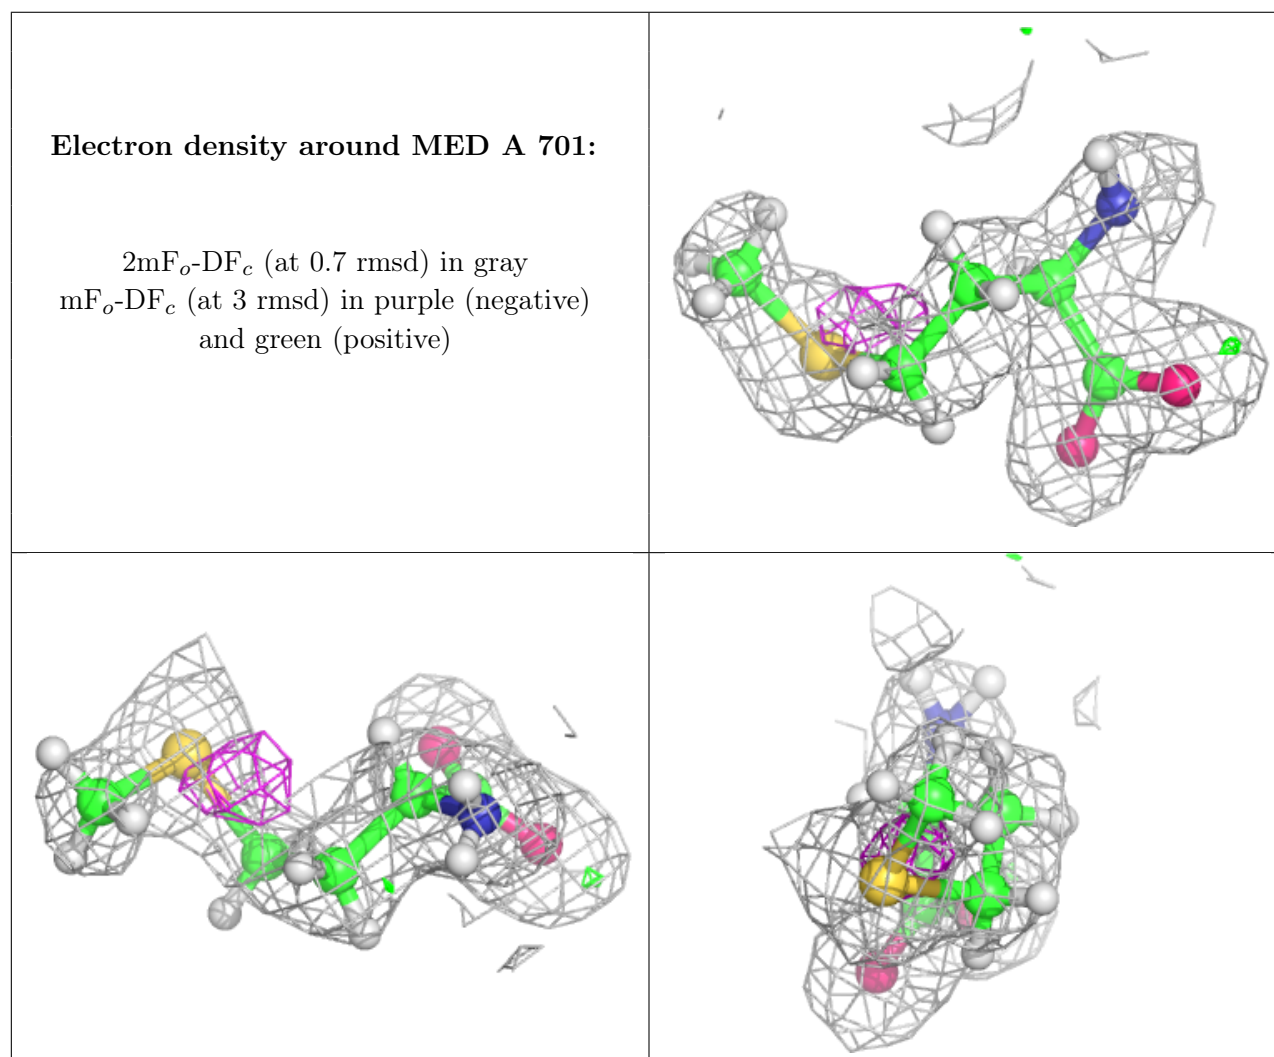 Electron density around MED A 701:
2mFₒ-DF𝒸 (at 0.7 rmsd) in gray
mFₒ-DF𝒸 (at 3 rmsd) in purple (negative)
and green (positive)